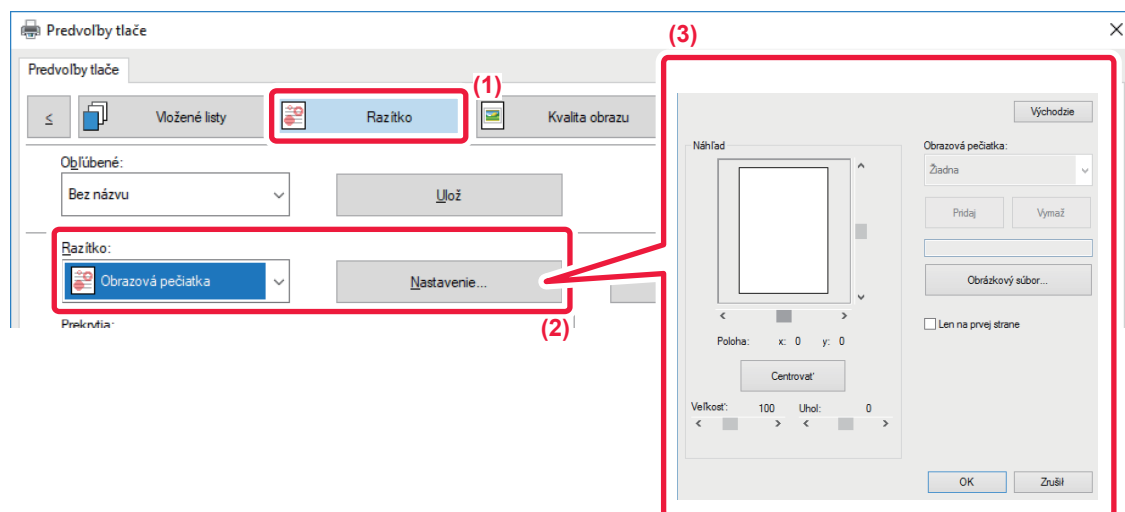 Predvoľby tlače
(3)
Predvoľby tlače
(1)
≤ Vložené listy Razítko Kvalita obrazu
Obľúbené:
Bez názvu Ulož
Razítko:
Obrazová pečiatka Nastavenie...
Prekrytia:
(2)
Východzie
Náhľad Obrazová pečiatka:
Žiadna
Pridaj Vymaž
Obrázkový súbor...
Len na prvej strane
Poloha: x: 0 y: 0
Centrovať
Veľkosť: 100 Uhol: 0
OK Zrušiť